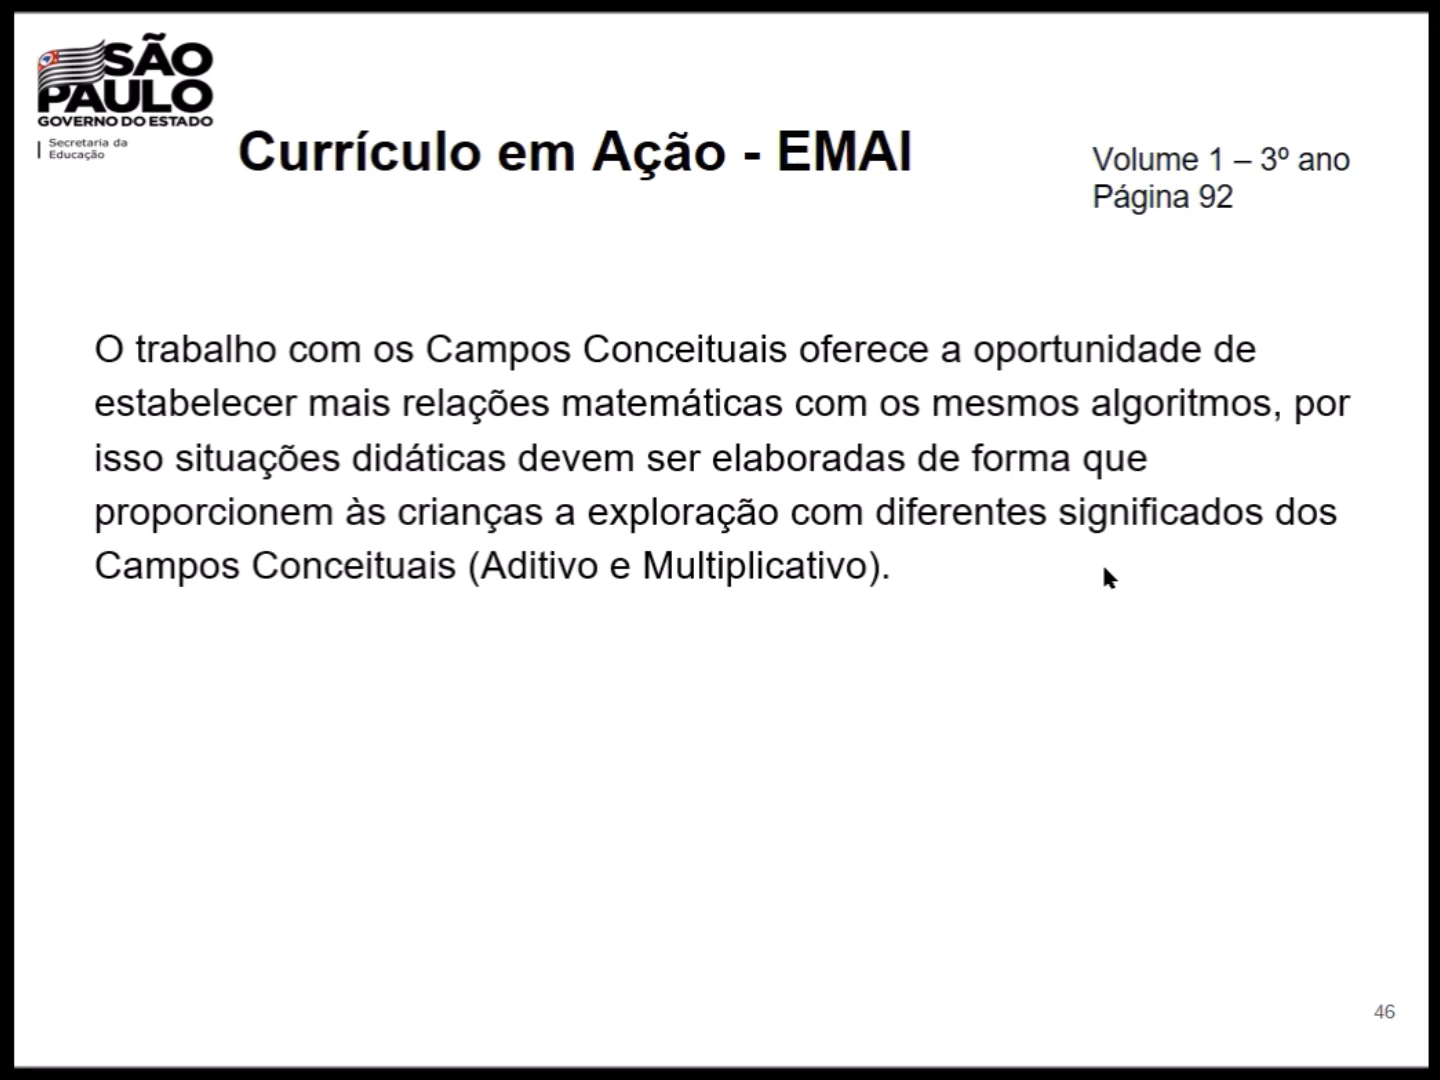 SÃO
PAULO
GOVERNO DO ESTADO
Secretaria da
Educação
Currículo em Ação - EMAI
Volume 1 – 3º ano
Página 92
O trabalho com os Campos Conceituais oferece a oportunidade de
estabelecer mais relações matemáticas com os mesmos algoritmos, por
isso situações didáticas devem ser elaboradas de forma que
proporcionem às crianças a exploração com diferentes significados dos
Campos Conceituais (Aditivo e Multiplicativo).
46